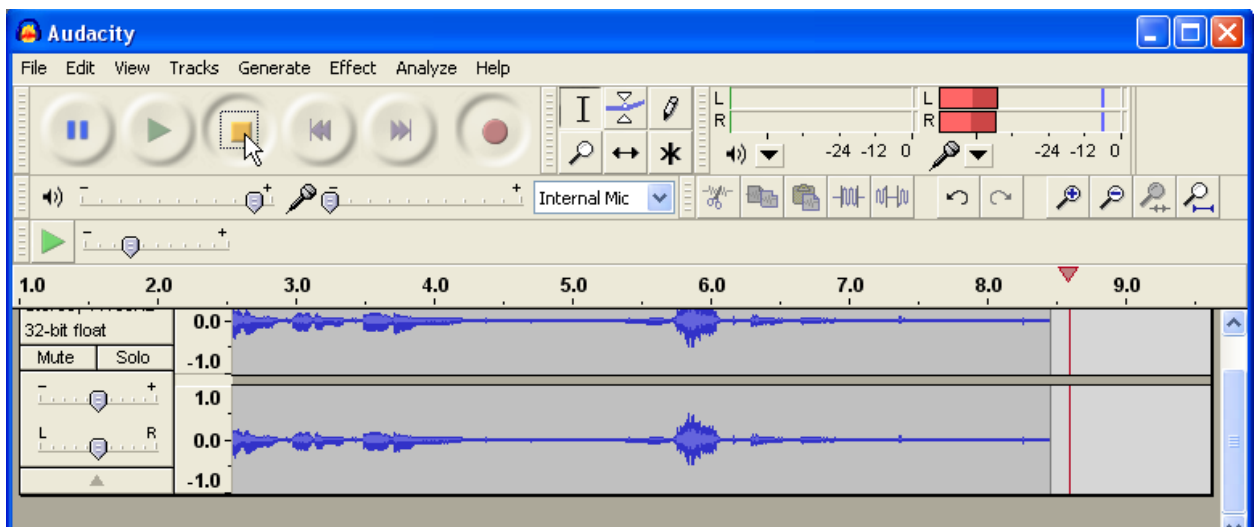 Audacity
File Edit View Tracks Generate Effect Analyze Help
L
R
-24 -12 0
L
R
-24 -12 0
- +
- +
Internal Mic
- +
1.0 2.0 3.0 4.0 5.0 6.0 7.0 8.0 9.0
32-bit float
Mute Solo
- +
L R
0.0
-1.0
1.0
0.0
-1.0